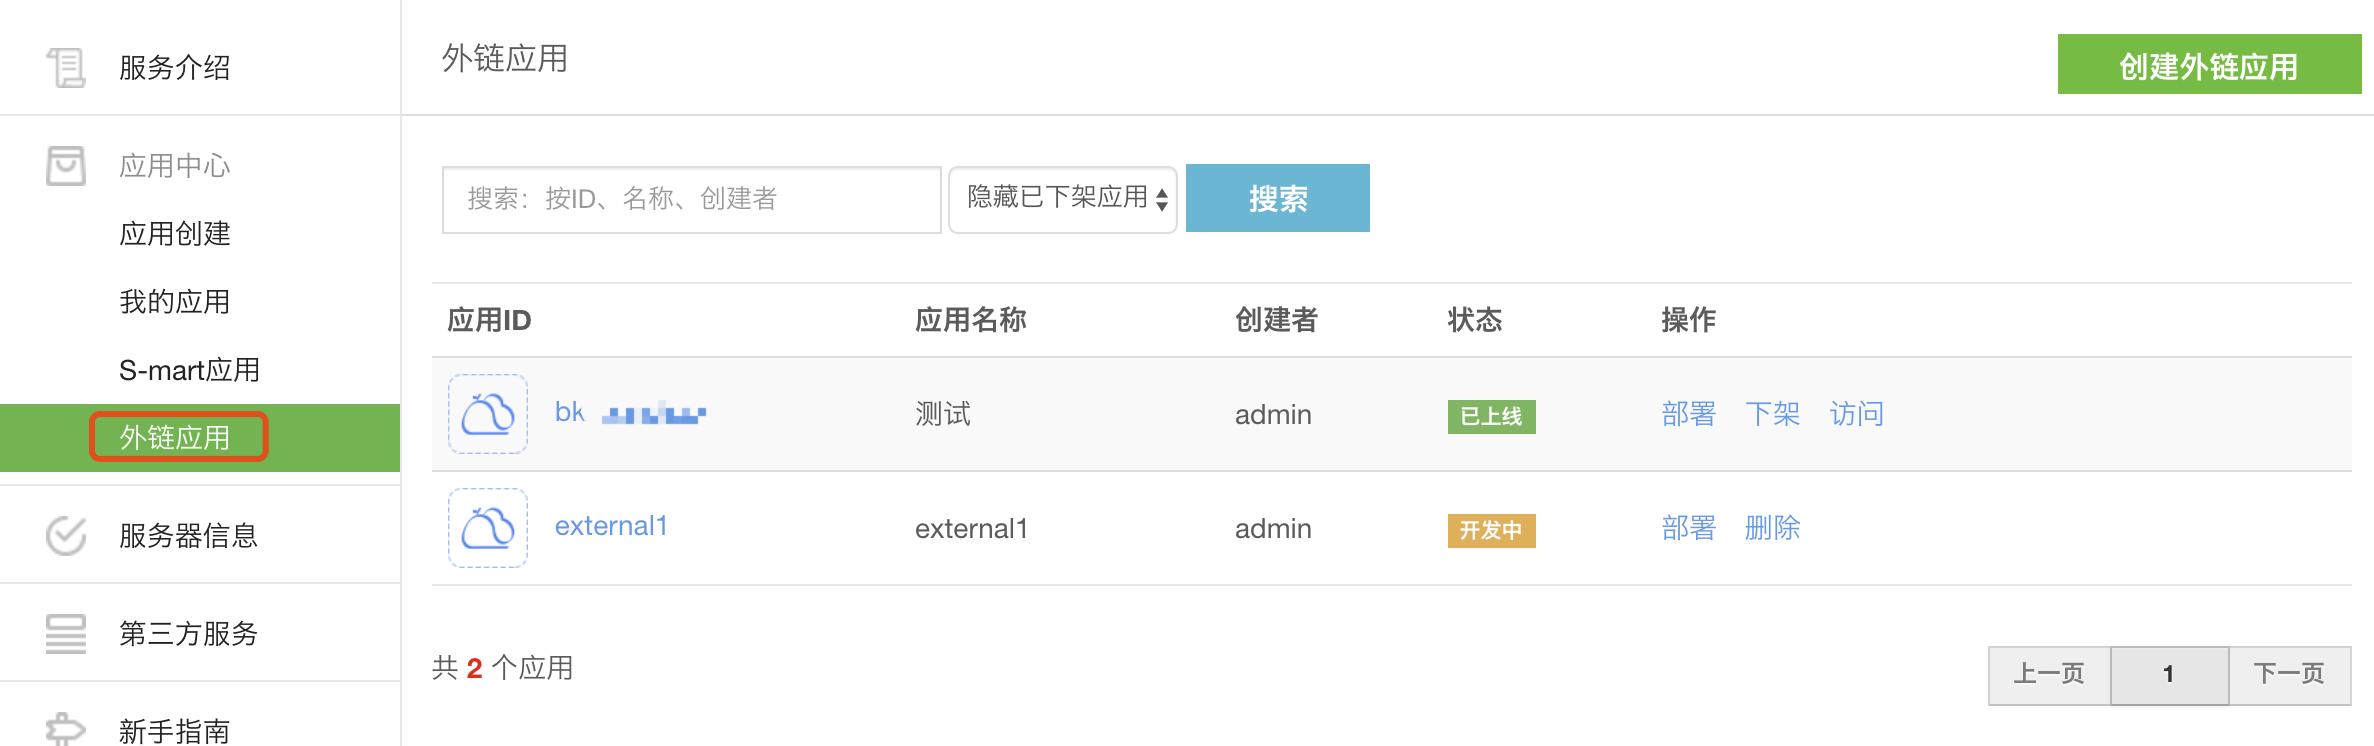 服务介绍
应用中心
应用创建
我的应用
S-mart应用
外链应用
服务器信息
第三方服务
新手指南
外链应用
创建外链应用
搜索：按ID、名称、创建者
隐藏已下架应用
搜索
应用ID 应用名称 创建者 状态 操作
bk 测试 admin 已上线 部署 下架 访问
external1 external1 admin 开发中 部署 删除
共 2 个应用
上一页 1 下一页